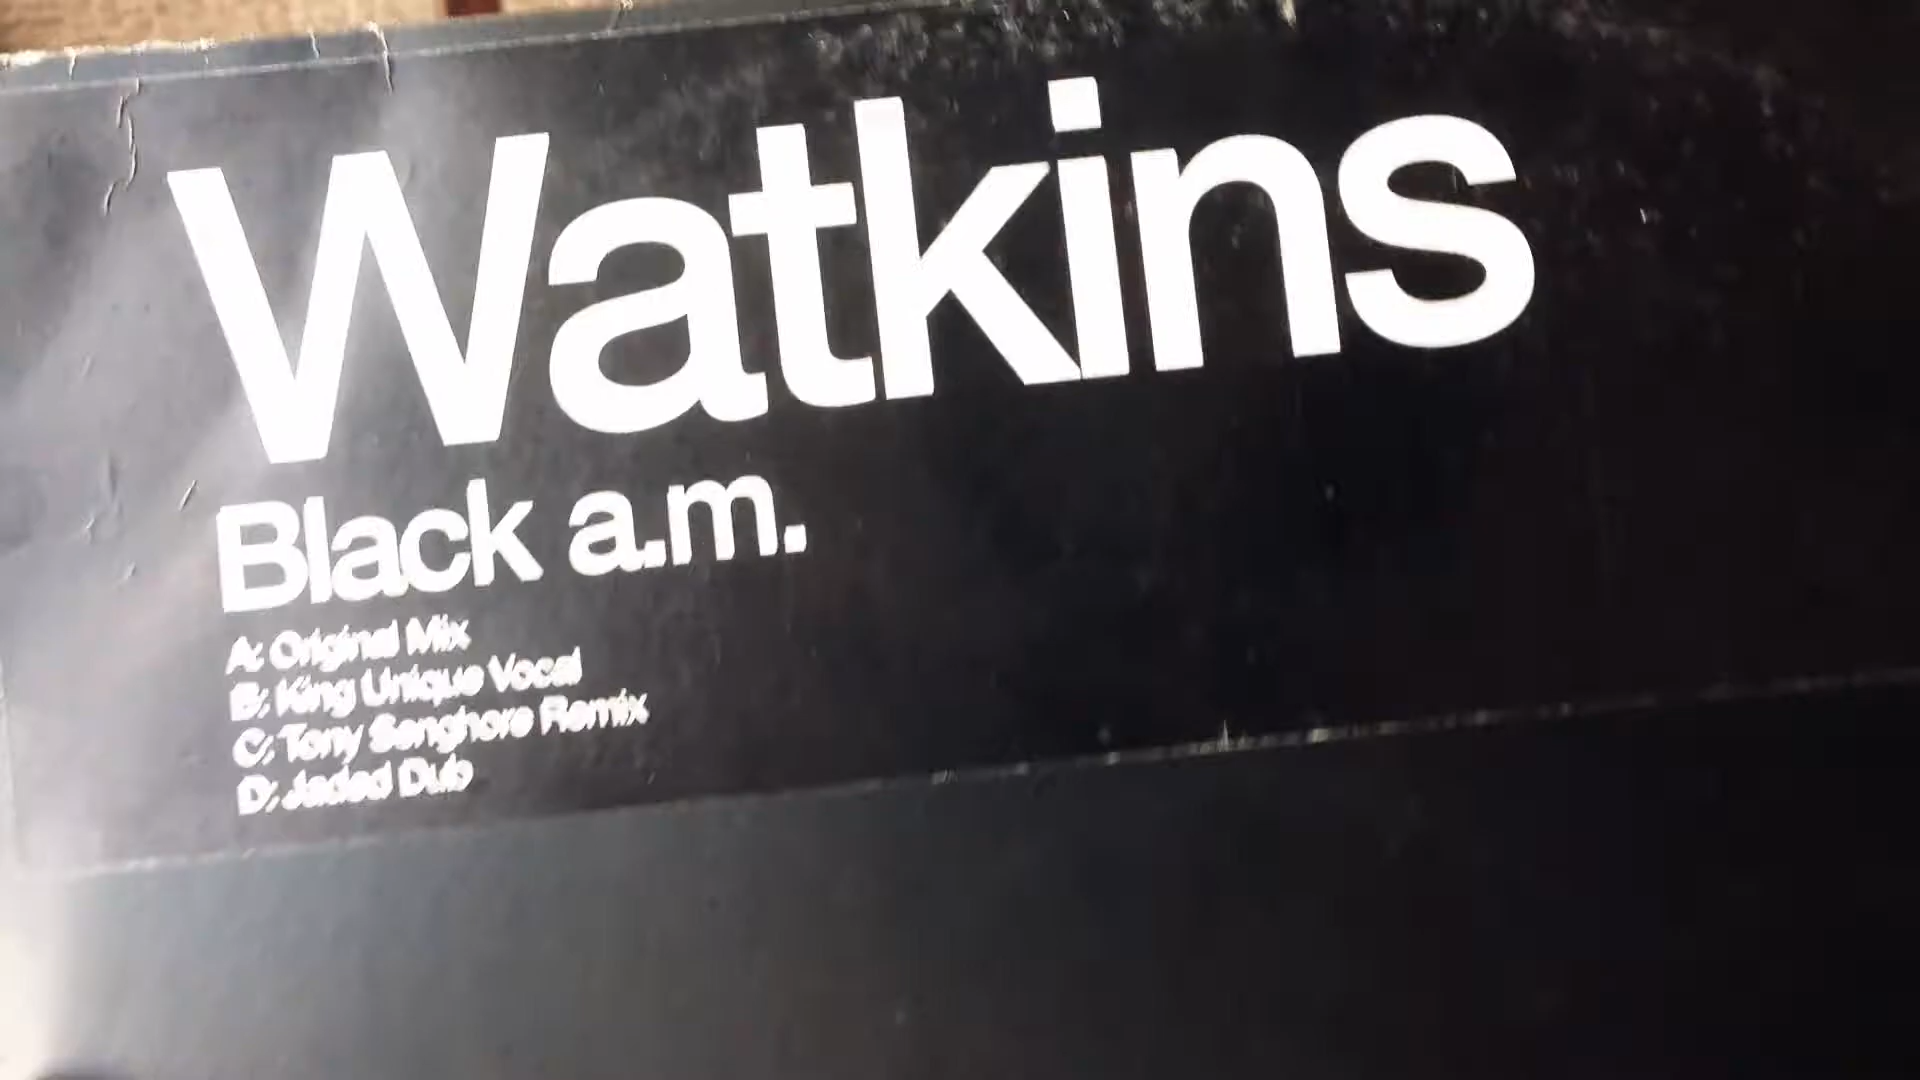 Watkins
Black a.m.
A: Original Mix
B: King Unique Vocal
C: Tony Senghore Remix
D: Jaded Dub